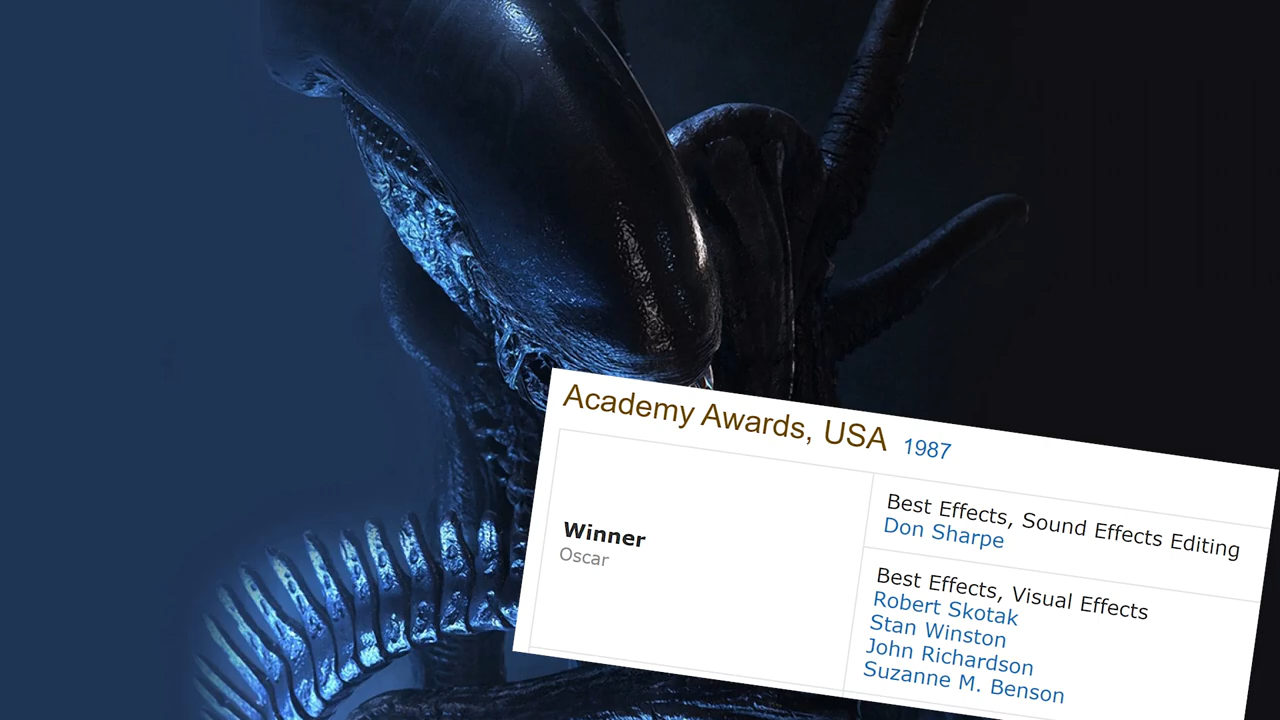 Academy Awards, USA 1987
Winner
Oscar
Best Effects, Sound Effects Editing
Don Sharpe
Best Effects, Visual Effects
Robert Skotak
Stan Winston
John Richardson
Suzanne M. Benson